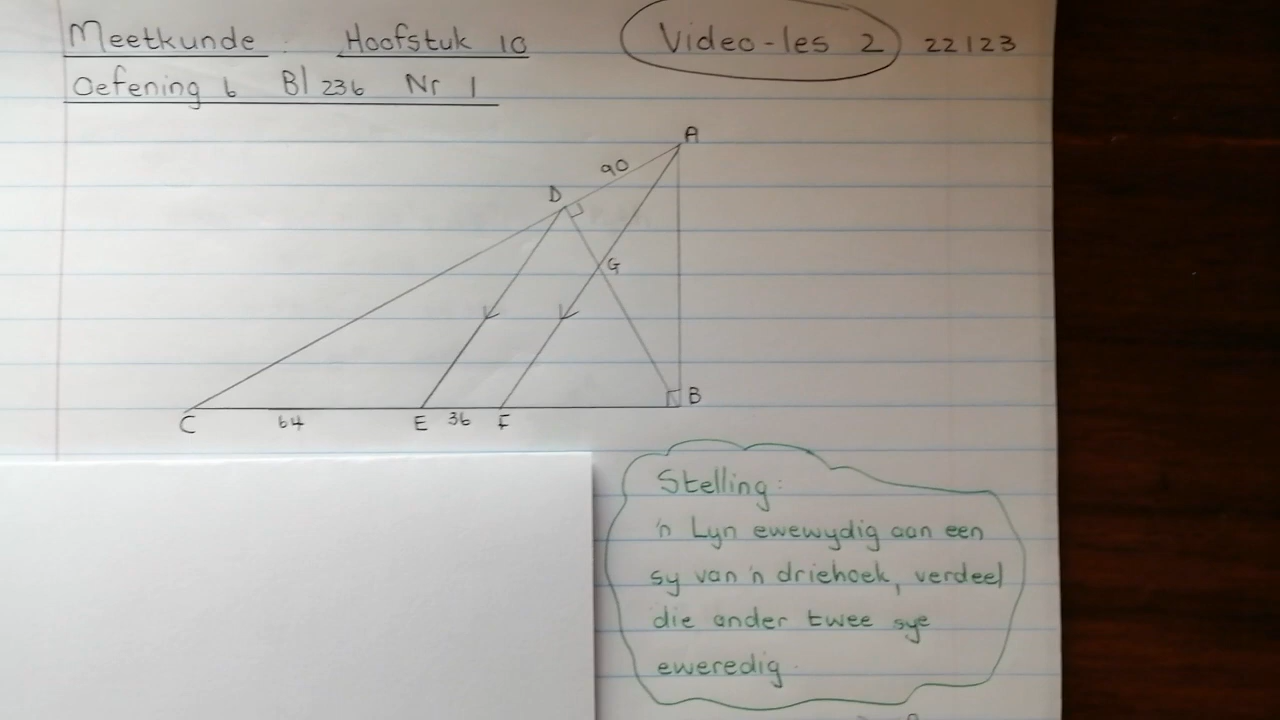 Meetkunde : Hoofstuk 10
Video-les 2 22123
Oefening 6 Bl 236 Nr 1
A
90
D
G
B
C 64 E 36 F
Stelling:
'n Lyn ewewydig aan een
sy van 'n driehoek, verdeel
die ander twee sye
eweredig.